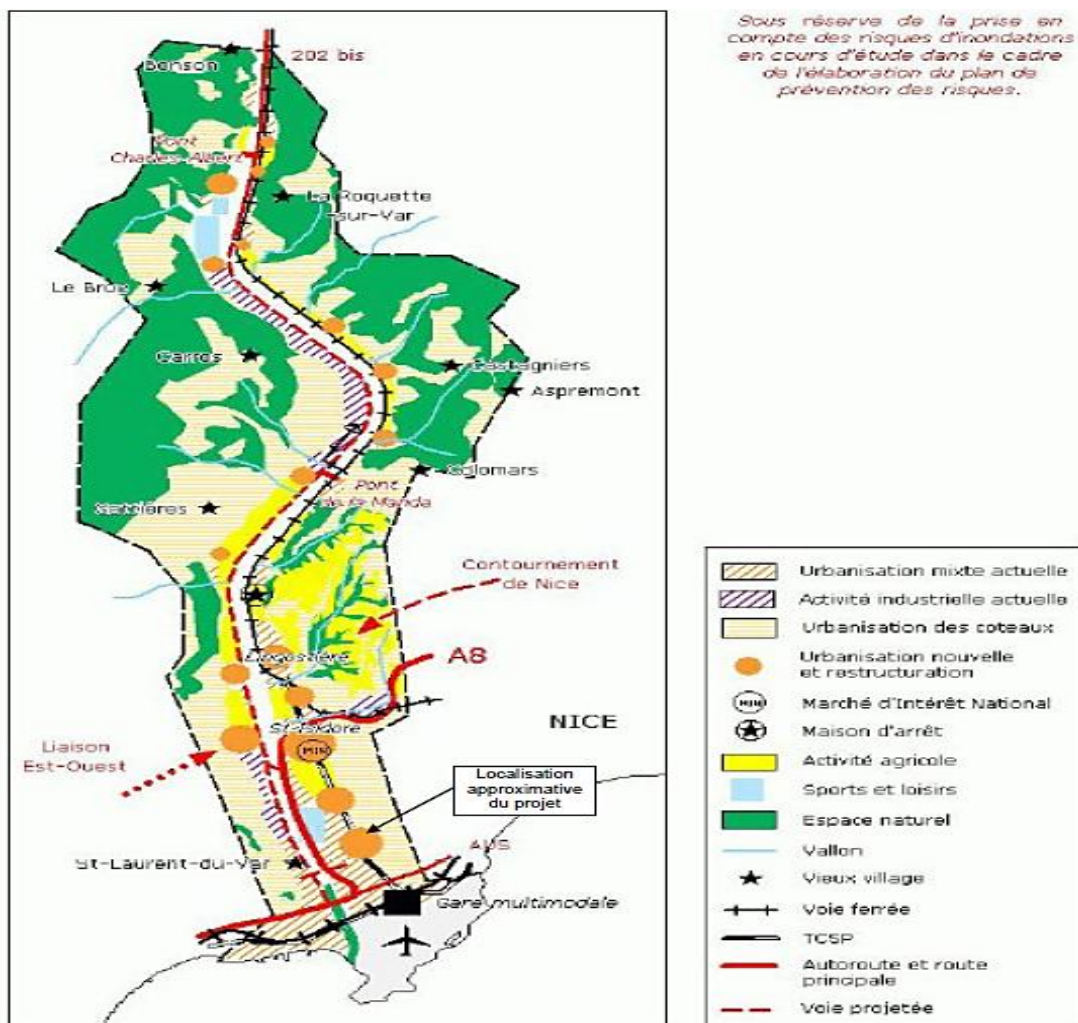 Sous réserve de la prise en
compte des risques d'inondations
en cours d'étude dans le cadre
de l'élaboration du plan de
prévention des risques.
202 bis
Bonson
Pont
Charles-Albert
La Roquette
-sur-Var
Le Broc
Carros
Castagniers
Aspremont
Colomars
Pont
de la Manda
Gattières
Contournement
de Nice
Lingostière
A8
NICE
St-Isidore
MIN
Liaison
Est-Ouest
Localisation
approximative
du projet
AUS
St-Laurent-du-Var
Gare multimodale
Urbanisation mixte actuelle
Activité industrielle actuelle
Urbanisation des coteaux
Urbanisation nouvelle
et restructuration
MIN
Marché d'Intérêt National
Maison d'arrêt
Activité agricole
Sports et loisirs
Espace naturel
Vallon
Vieux village
Voie ferrée
TCSP
Autoroute et route
principale
Voie projetée